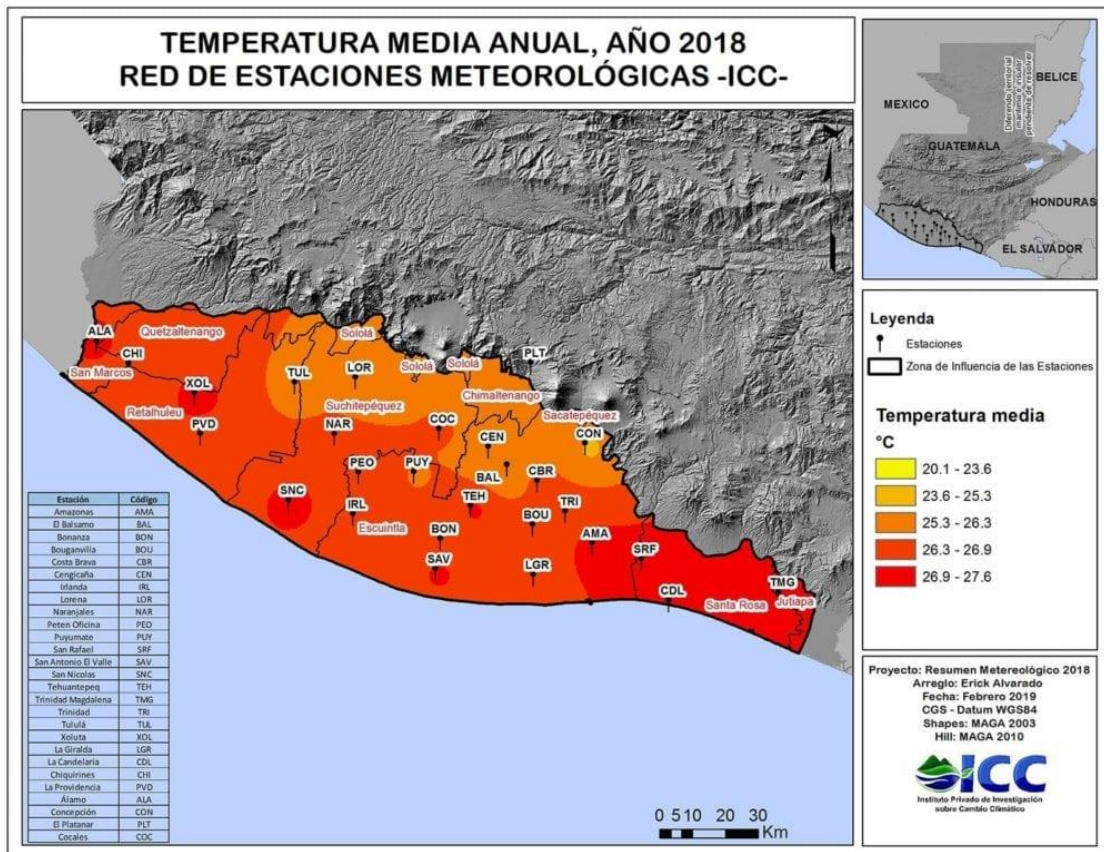 TEMPERATURA MEDIA ANUAL, AÑO 2018
RED DE ESTACIONES METEOROLÓGICAS -ICC-
BELICE
MEXICO
Diferendo territorial
marítimo e insular
pendiente de resolver
GUATEMALA
HONDURAS
EL SALVADOR
ALA
Quetzaltenango
Sololá
CHI
PLT
San Marcos
Sololá
Sololá
XOL
TUL
LOR
Chimaltenango
Retalhuleu
Suchitepéquez
Sacatepéquez
PVD
NAR
COC
CEN
CON
PEO
PUY
BAL
CBR
SNC
IRL
TEH
TRI
Escuintla
BON
BOU
AMA
SRF
SAV
LGR
CDL
TMG
Santa Rosa
Jutiapa
Estación Código
Amazonas AMA
El Balsamo BAL
Bonanza BON
Bouganvilia BOU
Costa Brava CBR
Cengicaña CEN
Irlanda IRL
Lorena LOR
Naranjales NAR
Peten Oficina PEO
Puyumate PUY
San Rafael SRF
San Antonio El Valle SAV
San Nicolas SNC
Tehuantepeq TEH
Trinidad Magdalena TMG
Trinidad TRI
Tululá TUL
Xoluta XOL
La Giralda LGR
La Candelaria CDL
Chiquirines CHI
La Providencia PVD
Álamo ALA
Concepción CON
El Platanar PLT
Cocales COC
0 5 10 20 30
Km
Leyenda
Estaciones
Zona de Influencia de las Estaciones
Temperatura media
°C
20.1 - 23.6
23.6 - 25.3
25.3 - 26.3
26.3 - 26.9
26.9 - 27.6
Proyecto: Resumen Metereológico 2018
Arreglo: Erick Alvarado
Fecha: Febrero 2019
CGS - Datum WGS84
Shapes: MAGA 2003
Hill: MAGA 2010
ICC
Instituto Privado de Investigación
sobre Cambio Climático